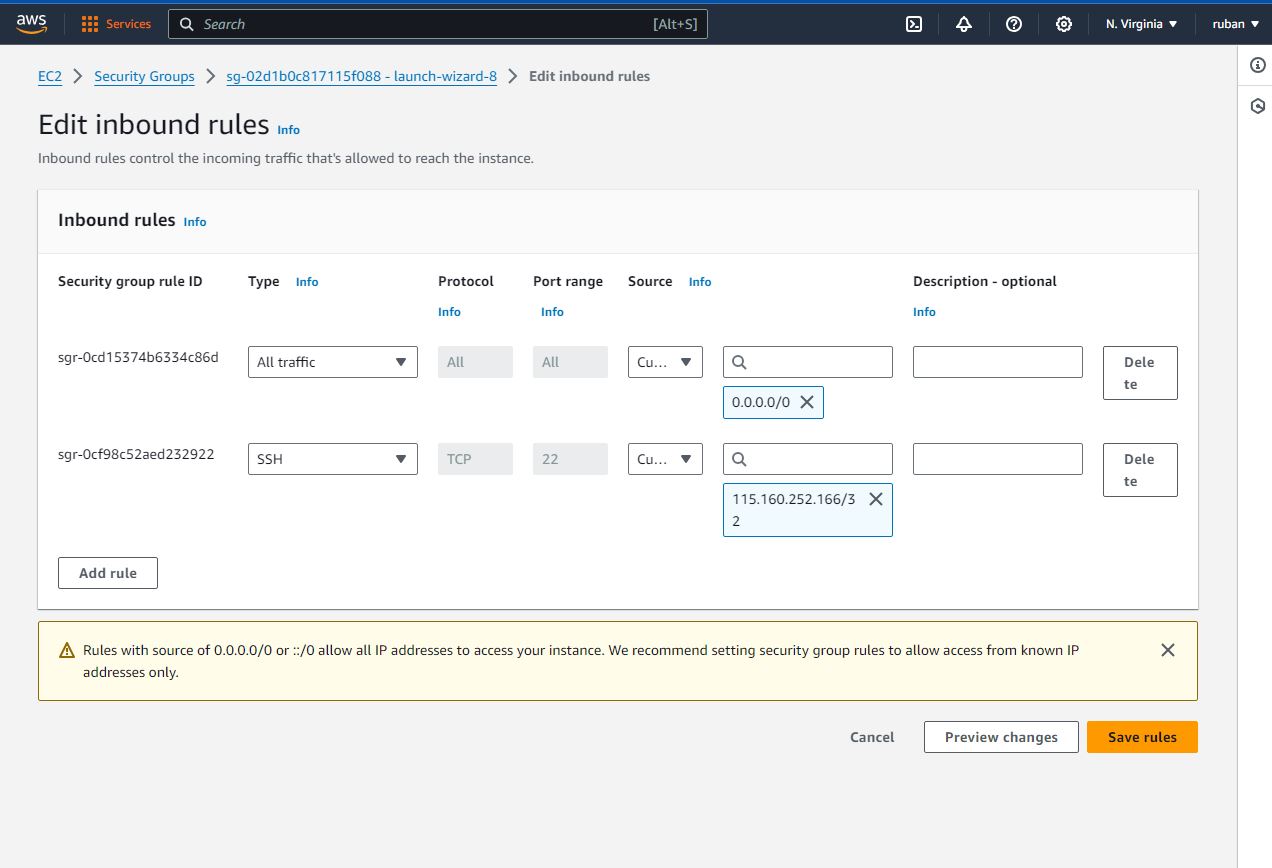 aws Services Search [Alt+S] N. Virginia ruban
EC2 Security Groups sg-02d1b0c817115f088 - launch-wizard-8 Edit inbound rules
Edit inbound rules Info
Inbound rules control the incoming traffic that's allowed to reach the instance.
Inbound rules Info
Security group rule ID Type Info Protocol Port range Source Info Description - optional
Info Info Info
sgr-0cd15374b6334c86d All traffic All All Cu... Dele
te
0.0.0.0/0
sgr-0cf98c52aed232922 SSH TCP 22 Cu... Dele
te
115.160.252.166/3
2
Add rule
Rules with source of 0.0.0.0/0 or ::/0 allow all IP addresses to access your instance. We recommend setting security group rules to allow access from known IP
addresses only.
Cancel Preview changes Save rules